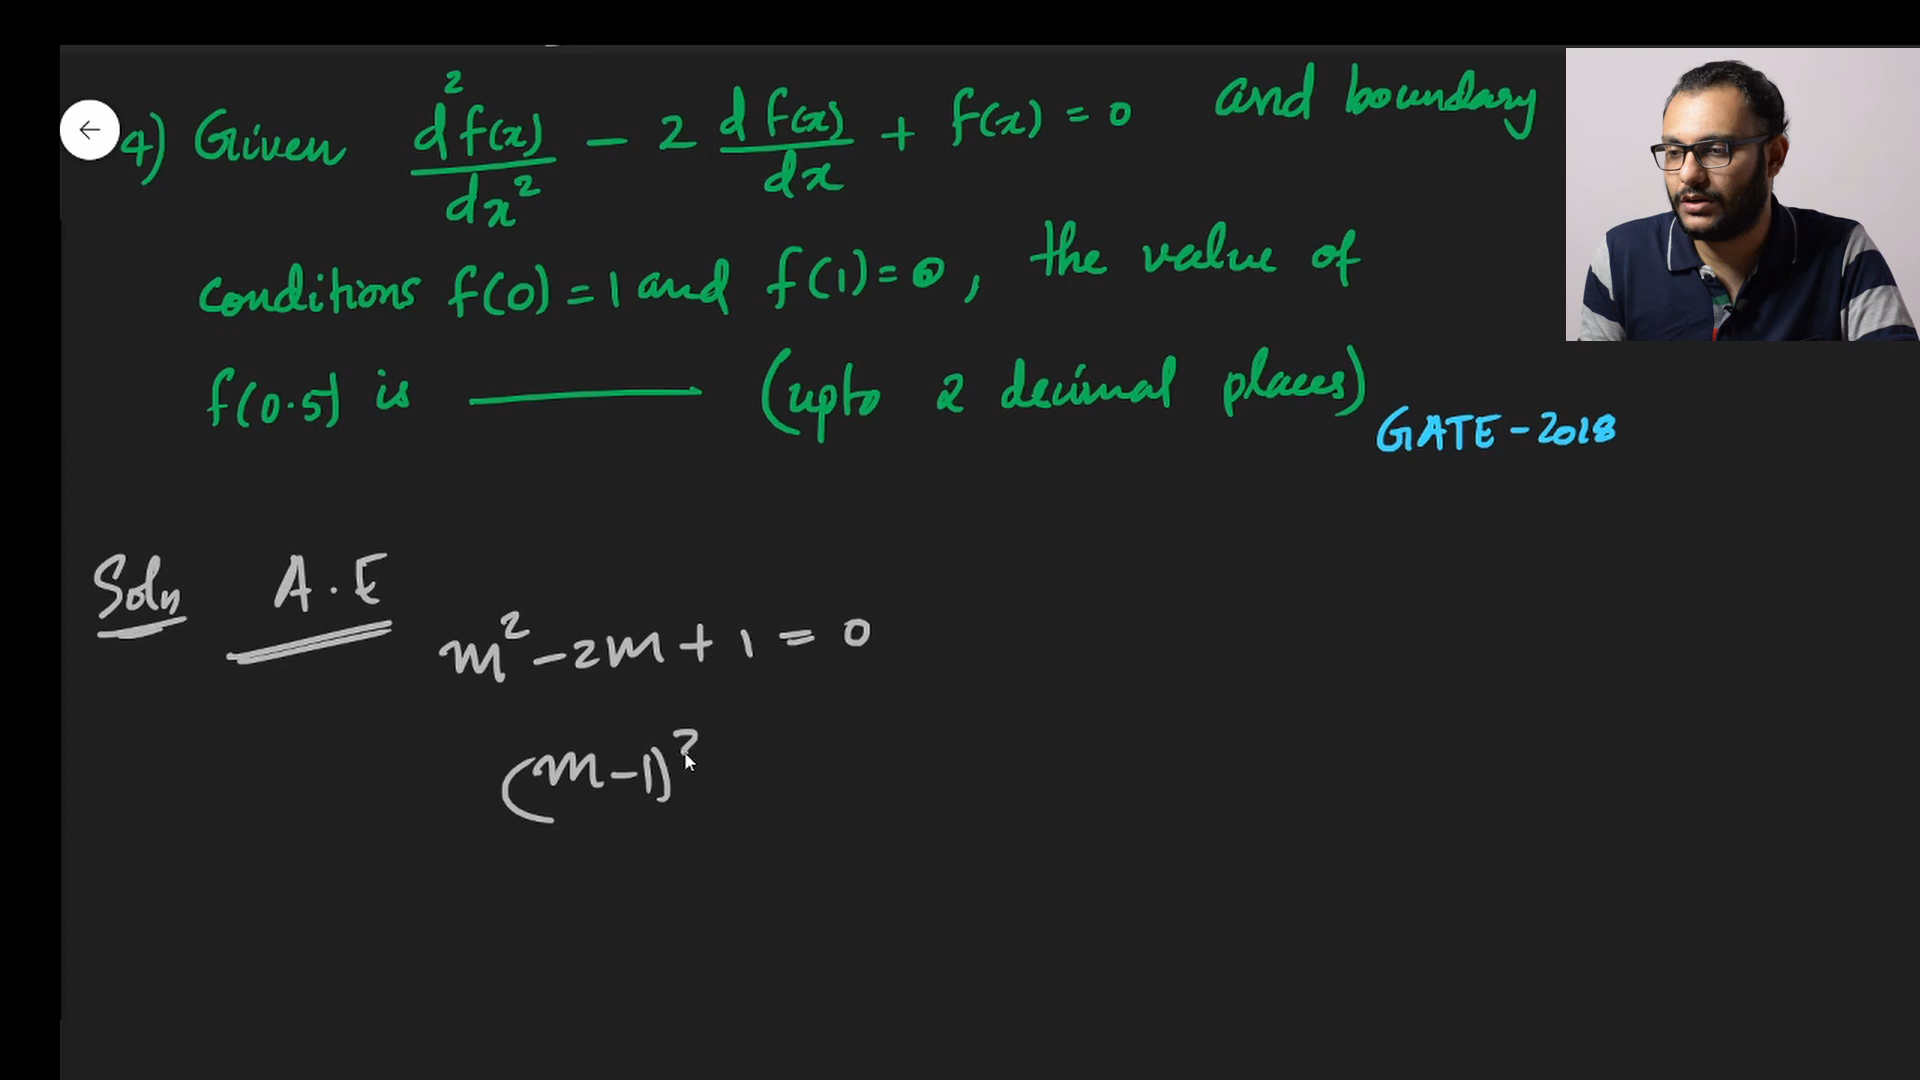 4) Given d²f(x)/dx² - 2 df(x)/dx + f(x) = 0 and boundary
conditions f(0) = 1 and f(1) = 0, the value of
f(0.5) is ______ (upto 2 decimal places)
GATE - 2018
Soln A.E
m² - 2m + 1 = 0
(m - 1)²